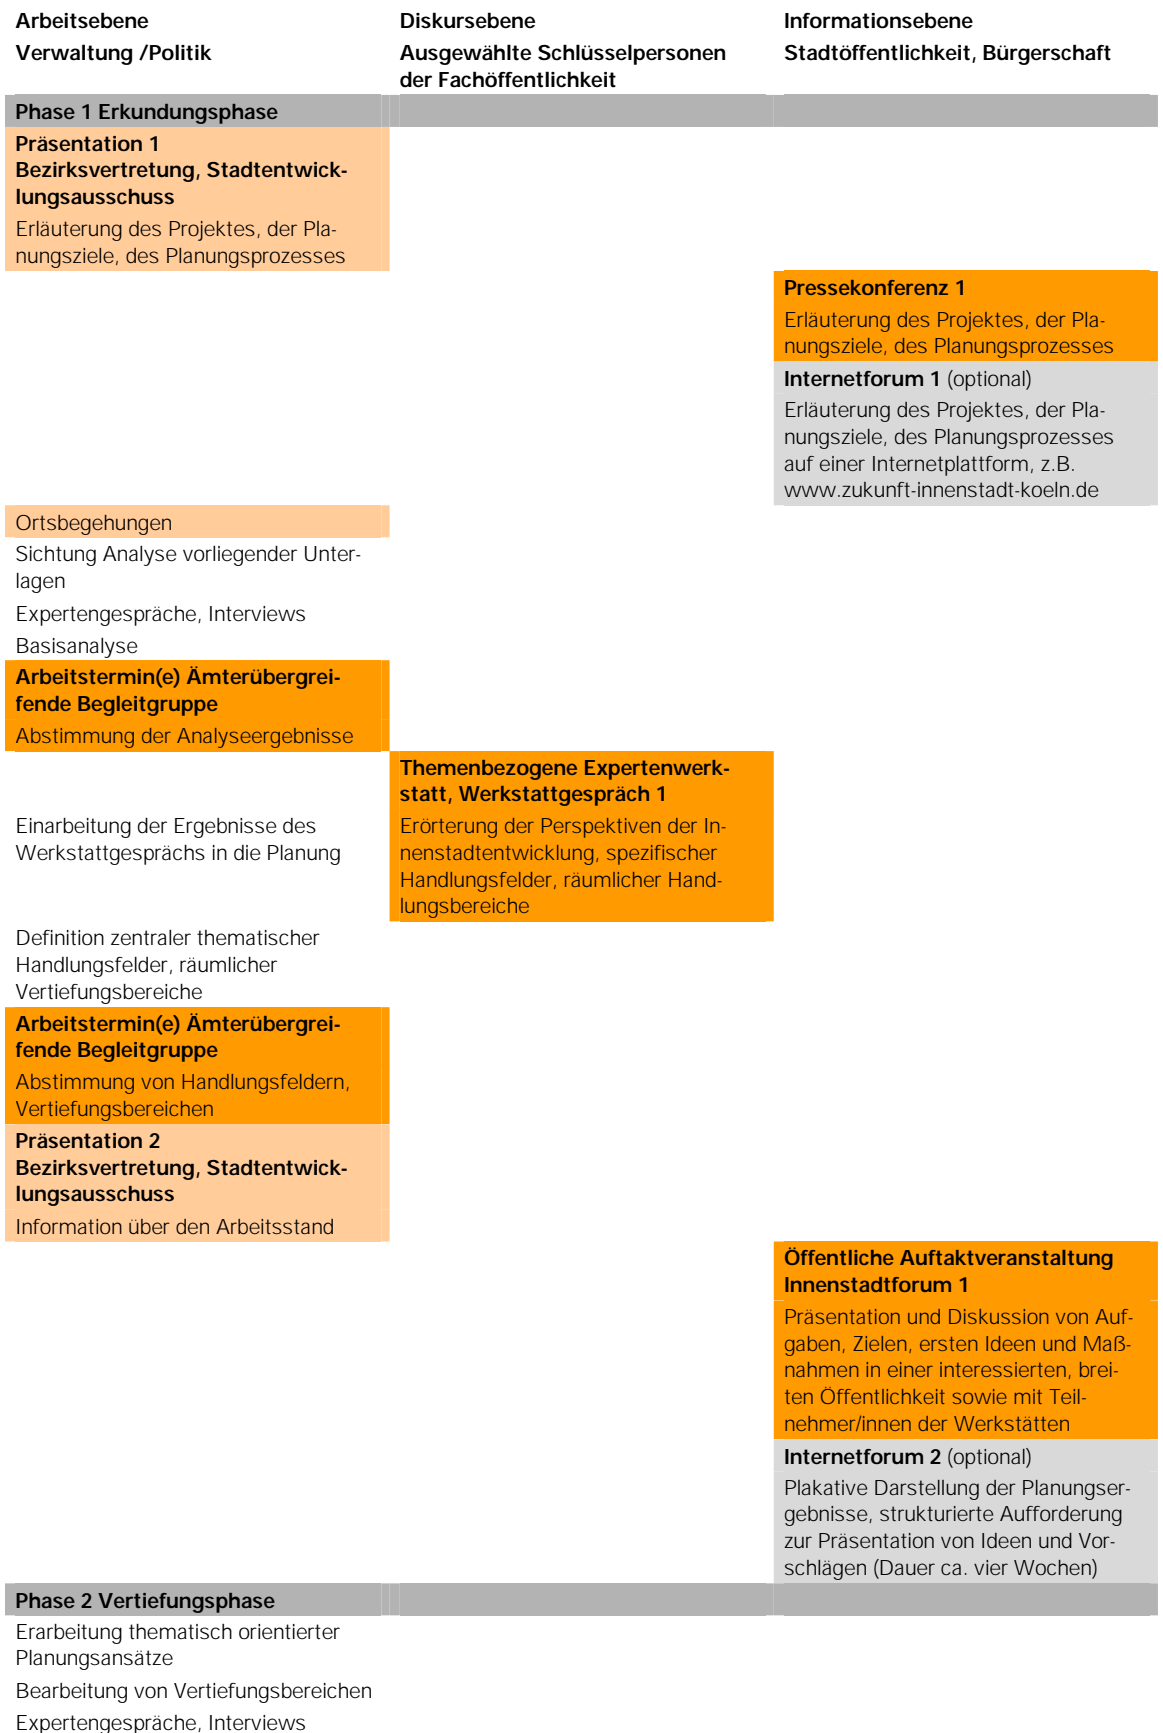 Arbeitsebene
Verwaltung /Politik
Diskursebene
Ausgewählte Schlüsselpersonen
der Fachöffentlichkeit
Informationsebene
Stadtöffentlichkeit, Bürgerschaft
Phase 1 Erkundungsphase
Präsentation 1
Bezirksvertretung, Stadtentwick-
lungsausschuss
Erläuterung des Projektes, der Pla-
nungsziele, des Planungsprozesses
Pressekonferenz 1
Erläuterung des Projektes, der Pla-
nungsziele, des Planungsprozesses
Internetforum 1 (optional)
Erläuterung des Projektes, der Pla-
nungsziele, des Planungsprozesses
auf einer Internetplattform, z.B.
www.zukunft-innenstadt-koeln.de
Ortsbegehungen
Sichtung Analyse vorliegender Unter-
lagen
Expertengespräche, Interviews
Basisanalyse
Arbeitstermin(e) Ämterübergrei-
fende Begleitgruppe
Abstimmung der Analyseergebnisse
Themenbezogene Expertenwerk-
statt, Werkstattgespräch 1
Einarbeitung der Ergebnisse des
Werkstattgesprächs in die Planung
Erörterung der Perspektiven der In-
nenstadtentwicklung, spezifischer
Handlungsfelder, räumlicher Hand-
lungsbereiche
Definition zentraler thematischer
Handlungsfelder, räumlicher
Vertiefungsbereiche
Arbeitstermin(e) Ämterübergrei-
fende Begleitgruppe
Abstimmung von Handlungsfeldern,
Vertiefungsbereichen
Präsentation 2
Bezirksvertretung, Stadtentwick-
lungsausschuss
Information über den Arbeitsstand
Öffentliche Auftaktveranstaltung
Innenstadtforum 1
Präsentation und Diskussion von Auf-
gaben, Zielen, ersten Ideen und Maß-
nahmen in einer interessierten, brei-
ten Öffentlichkeit sowie mit Teil-
nehmer/innen der Werkstätten
Internetforum 2 (optional)
Plakative Darstellung der Planungser-
gebnisse, strukturierte Aufforderung
zur Präsentation von Ideen und Vor-
schlägen (Dauer ca. vier Wochen)
Phase 2 Vertiefungsphase
Erarbeitung thematisch orientierter
Planungsansätze
Bearbeitung von Vertiefungsbereichen
Expertengespräche, Interviews